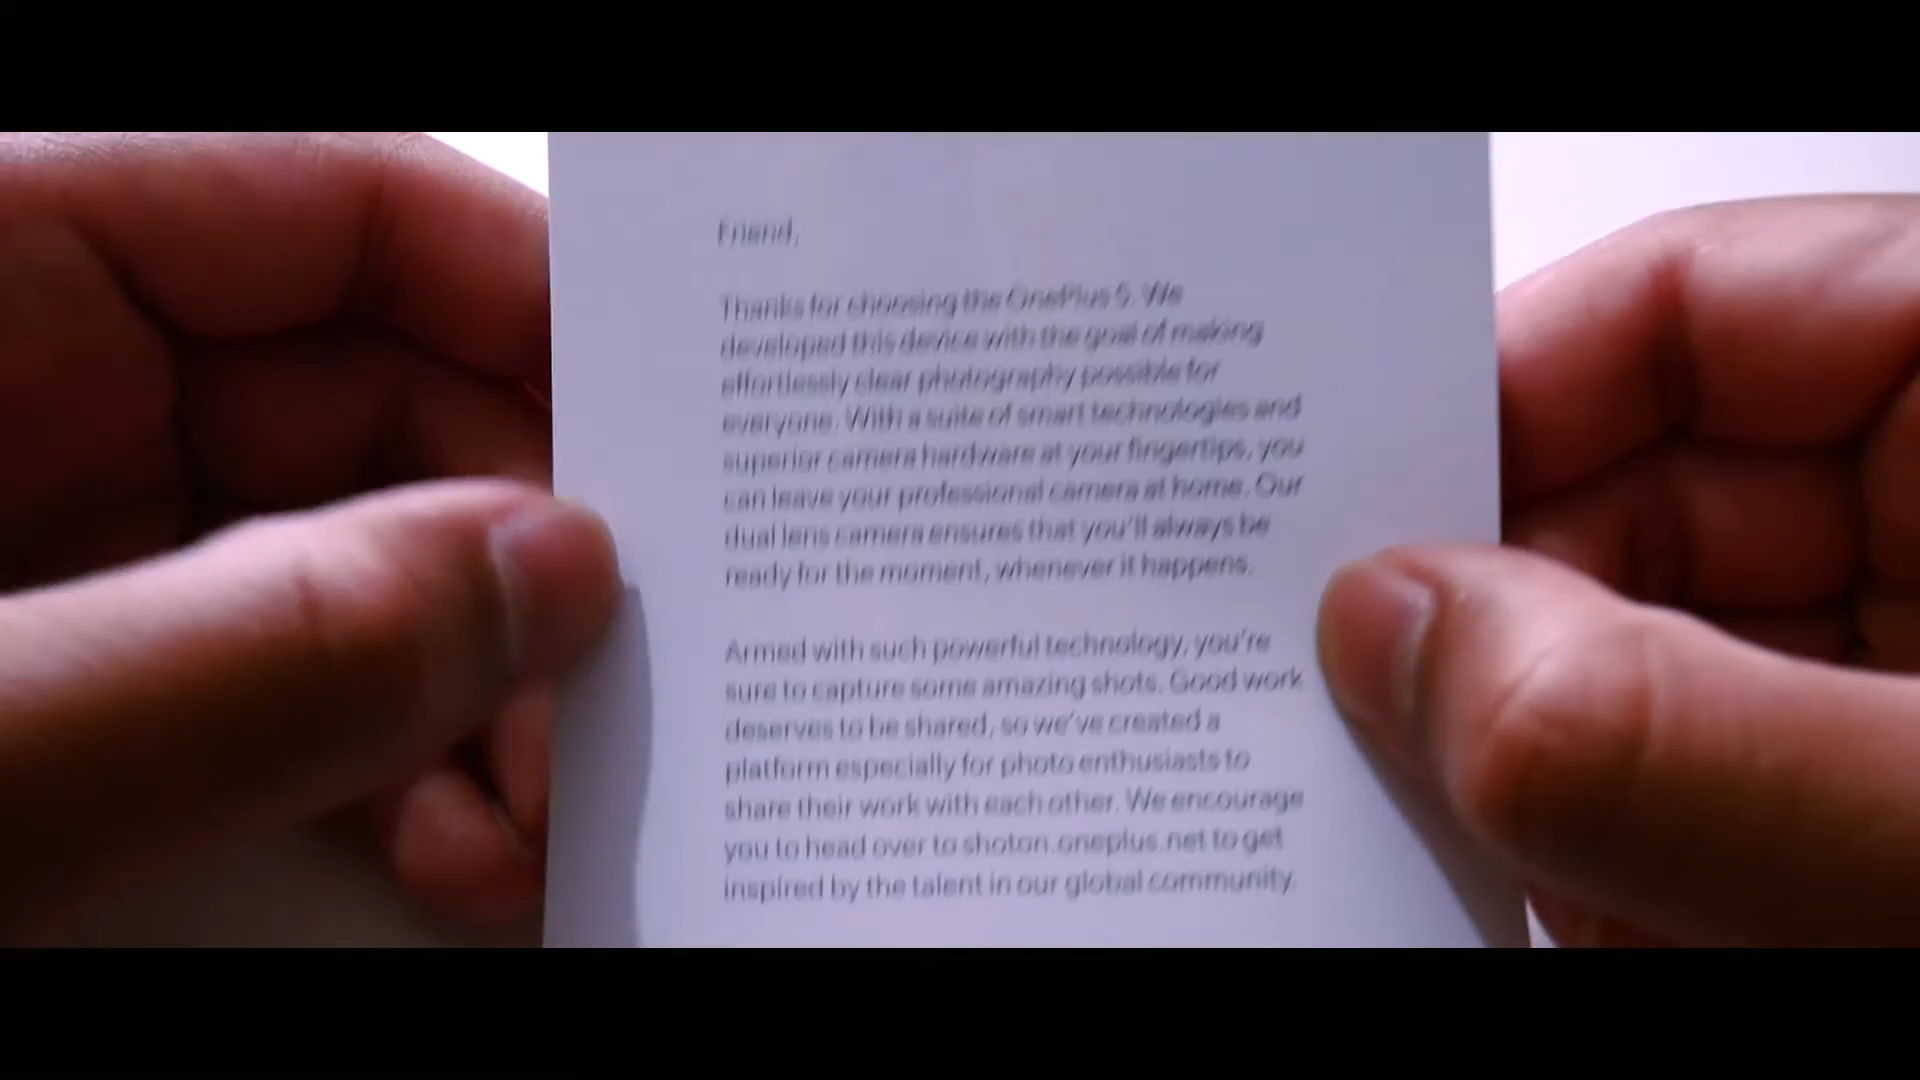 Friend,
Thanks for choosing the OnePlus 5. We
developed this device with the goal of making
effortlessly clear photography possible for
everyone. With a suite of smart technologies and
superior camera hardware at your fingertips, you
can leave your professional camera at home. Our
dual lens camera ensures that you'll always be
ready for the moment, whenever it happens.
Armed with such powerful technology, you're
sure to capture some amazing shots. Good work
deserves to be shared, so we've created a
platform especially for photo enthusiasts to
share their work with each other. We encourage
you to head over to shoton.oneplus.net to get
inspired by the talent in our global community.